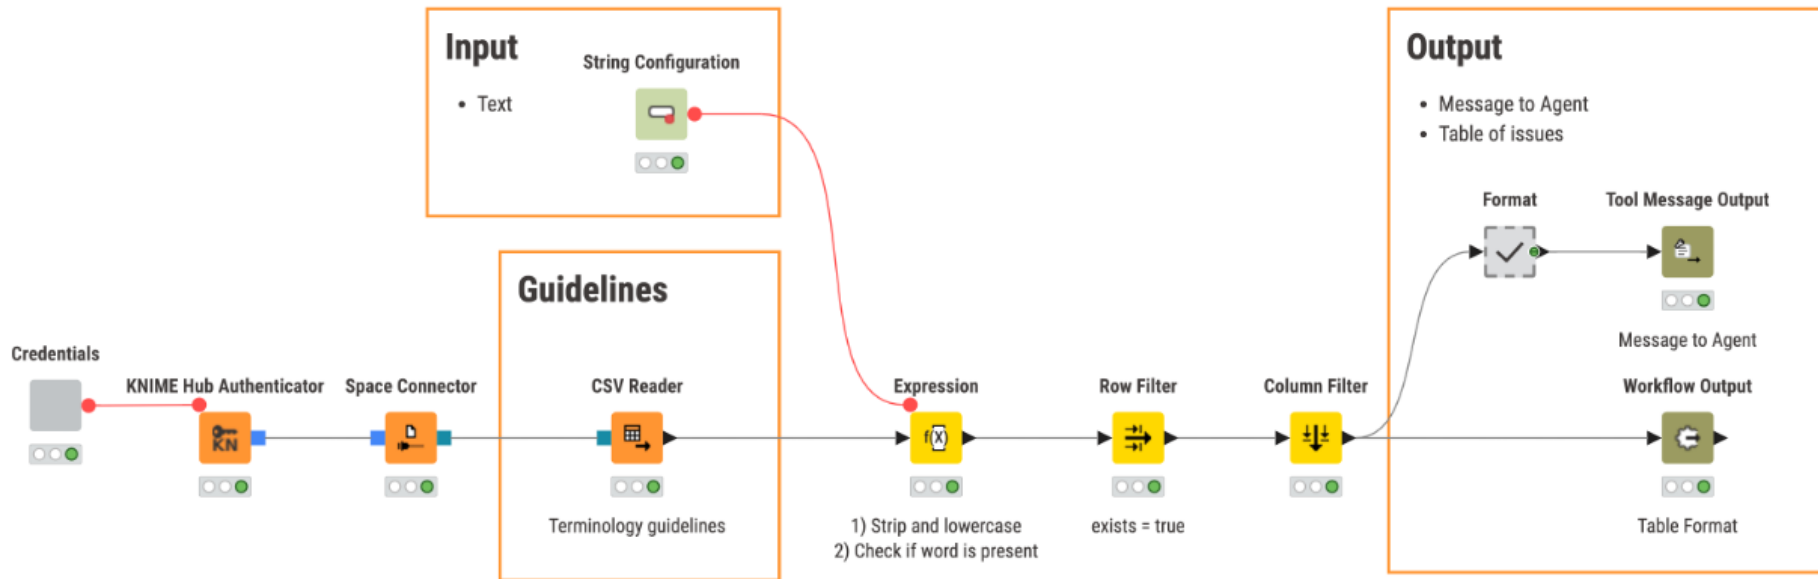 Input
• Text
String Configuration
Output
• Message to Agent
• Table of issues
Format
Tool Message Output
Message to Agent
Guidelines
Credentials
KNIME Hub Authenticator
Space Connector
CSV Reader
Expression
Row Filter
Column Filter
Workflow Output
KN
f(X)
Terminology guidelines
1) Strip and lowercase
2) Check if word is present
exists = true
Table Format